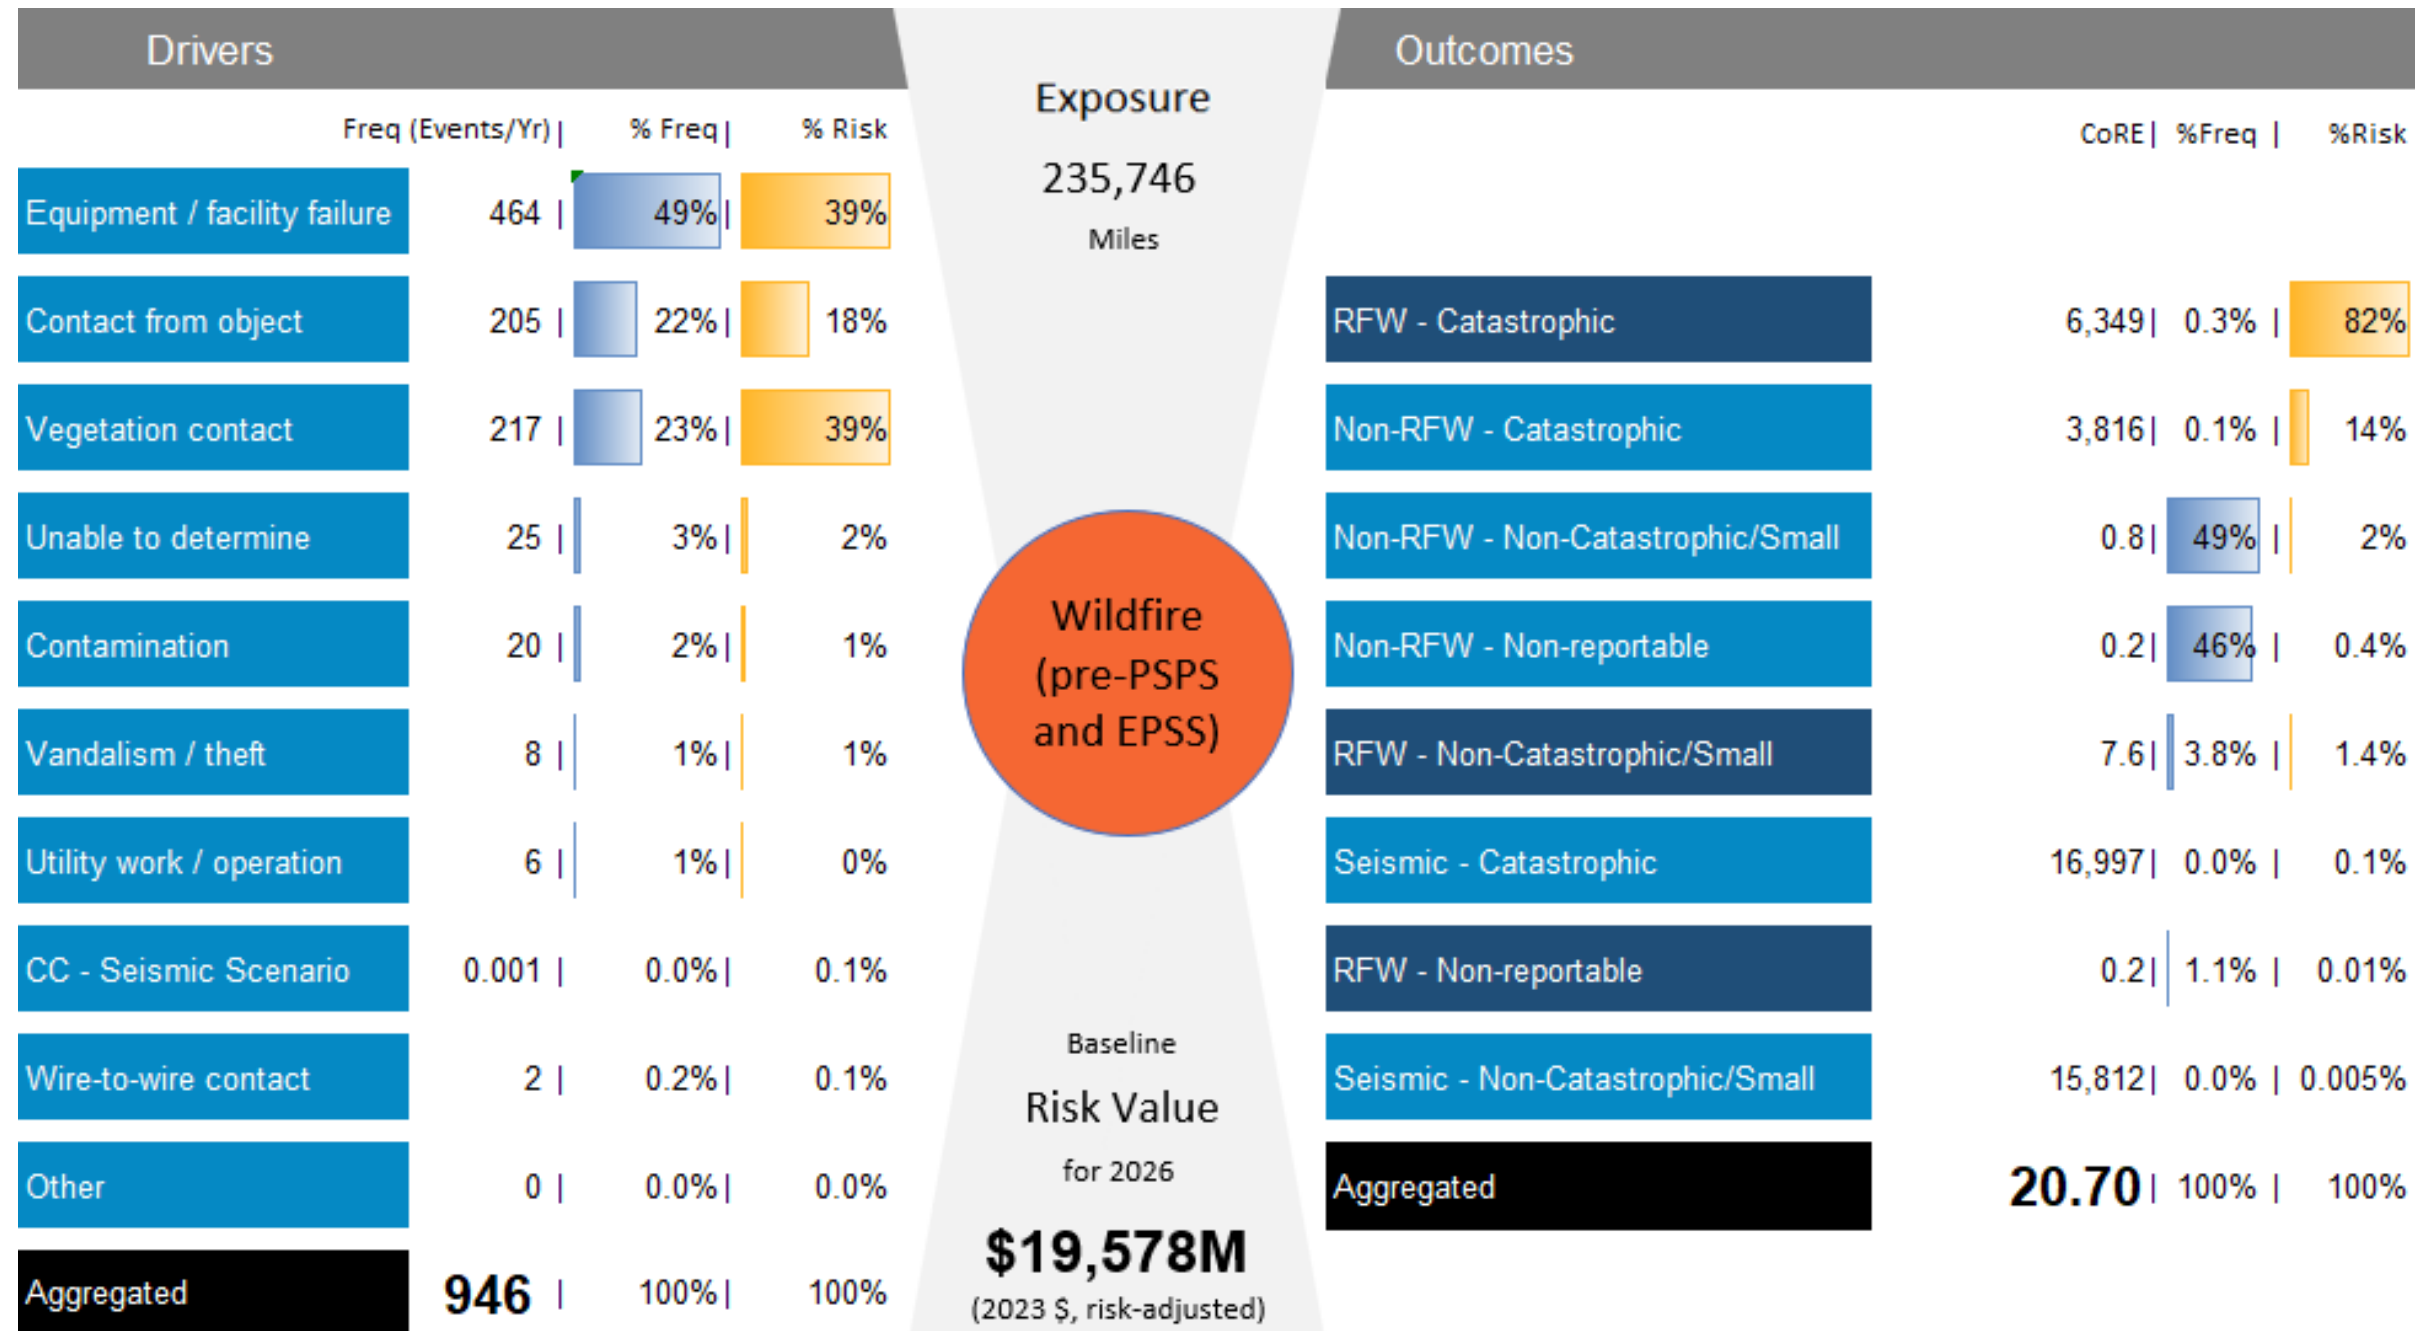 Drivers
Freq (Events/Yr)| % Freq| % Risk
Equipment / facility failure 464 | 49%| 39%
Contact from object 205 | 22%| 18%
Vegetation contact 217 | 23%| 39%
Unable to determine 25 | 3%| 2%
Contamination 20 | 2%| 1%
Vandalism / theft 8 | 1%| 1%
Utility work / operation 6 | 1%| 0%
CC - Seismic Scenario 0.001 | 0.0%| 0.1%
Wire-to-wire contact 2 | 0.2%| 0.1%
Other 0 | 0.0%| 0.0%
Aggregated 946 | 100%| 100%
Exposure
235,746
Miles
Wildfire
(pre-PSPS
and EPSS)
Baseline
Risk Value
for 2026
$19,578M
(2023 $, risk-adjusted)
Outcomes
CoRE| %Freq | %Risk
RFW - Catastrophic 6,349| 0.3% | 82%
Non-RFW - Catastrophic 3,816| 0.1% | 14%
Non-RFW - Non-Catastrophic/Small 0.8| 49% | 2%
Non-RFW - Non-reportable 0.2| 46% | 0.4%
RFW - Non-Catastrophic/Small 7.6| 3.8% | 1.4%
Seismic - Catastrophic 16,997| 0.0% | 0.1%
RFW - Non-reportable 0.2| 1.1% | 0.01%
Seismic - Non-Catastrophic/Small 15,812| 0.0% | 0.005%
Aggregated 20.70| 100% | 100%